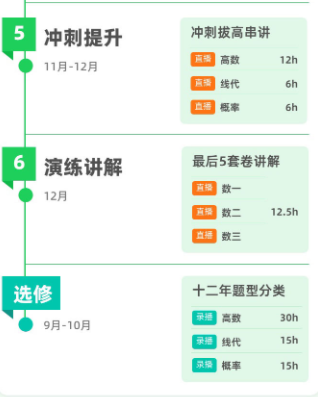 5 冲刺提升
11月-12月
冲刺拔高串讲
直播 高数 12h
直播 线代 6h
直播 概率 6h
6 演练讲解
12月
最后5套卷讲解
直播 数一
直播 数二 12.5h
直播 数三
选修
9月-10月
十二年题型分类
录播 高数 30h
录播 线代 15h
录播 概率 15h